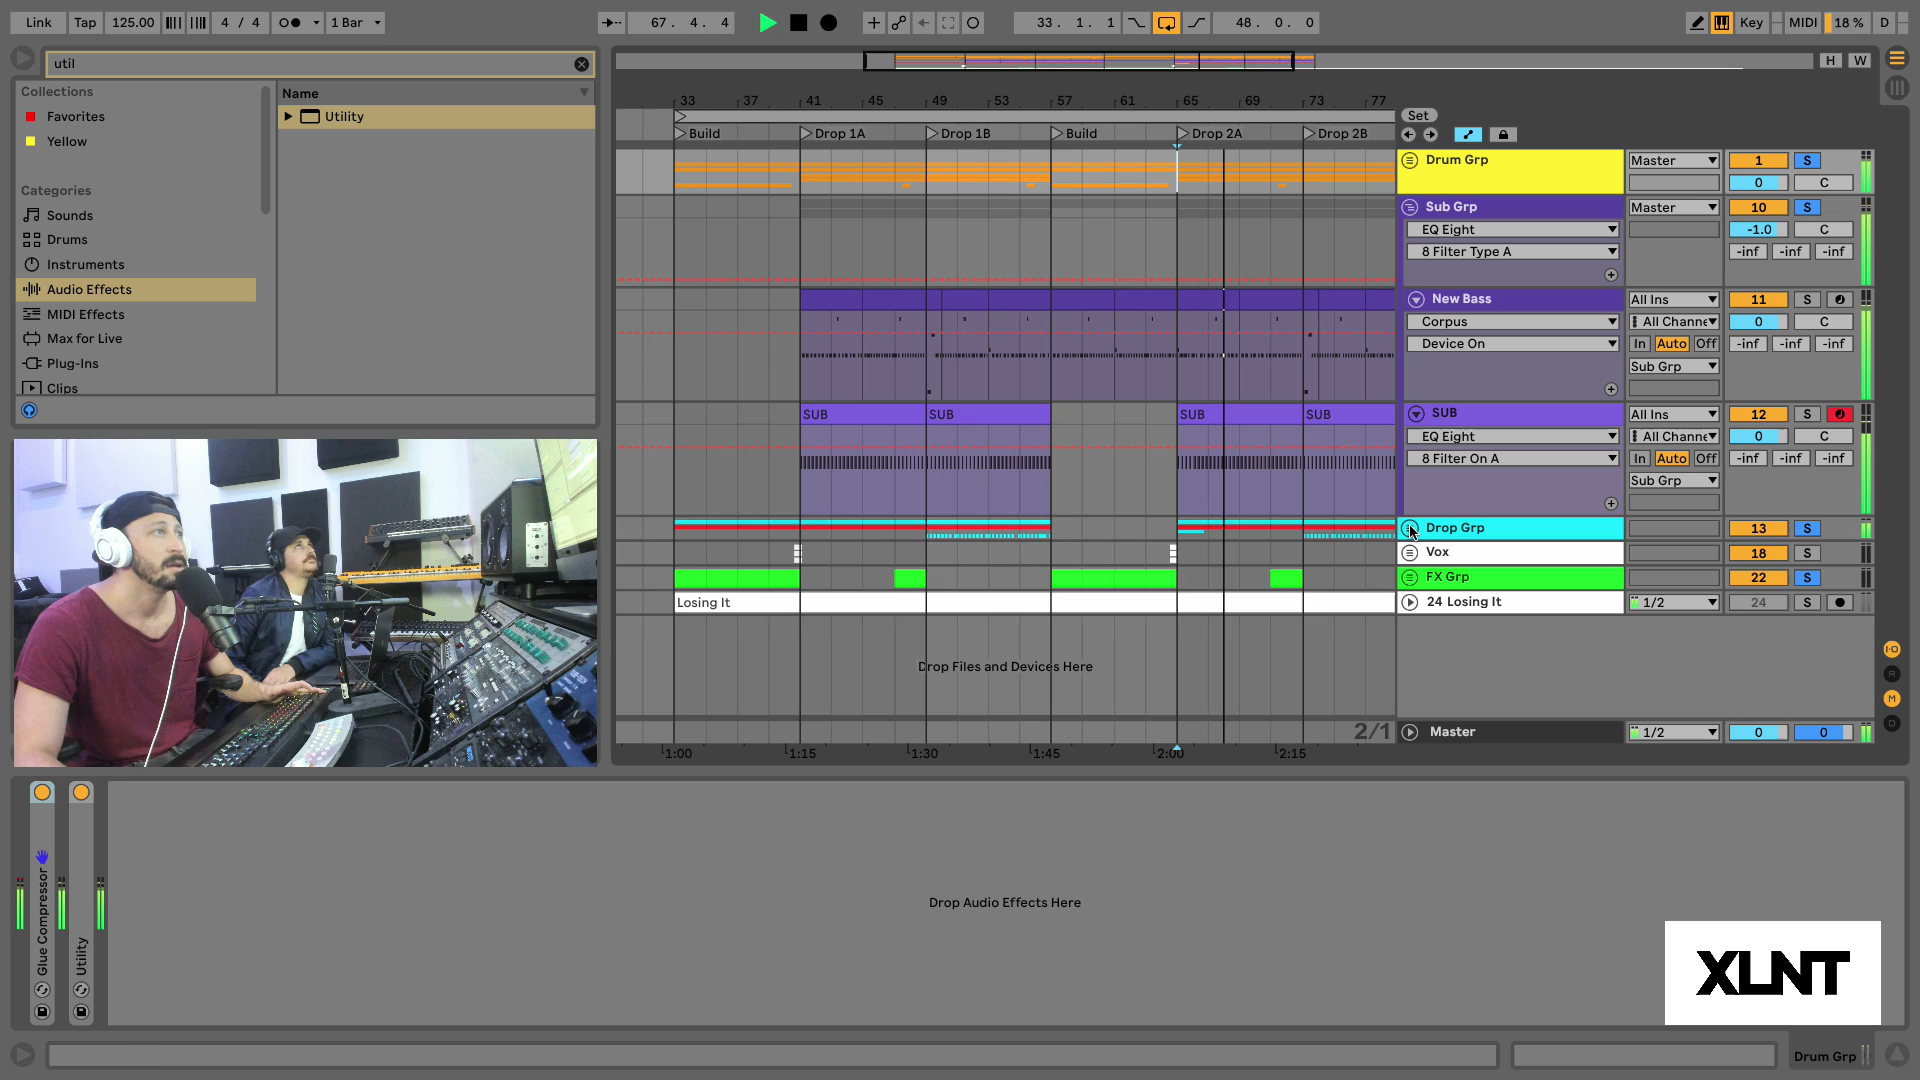 Link Tap 125.00 4 / 4 1 Bar 67. 4. 4 33. 1. 1 48. 0. 0 Key MIDI 18 % D
util
H W
Collections
Name
Favorites
Utility
Yellow
Categories
Sounds
Drums
Instruments
Audio Effects
MIDI Effects
Max for Live
Plug-Ins
Clips
33 37 41 45 49 53 57 61 65 69 73 77
Set
Build Drop 1A Drop 1B Build Drop 2A Drop 2B
Drum Grp Master 1 S
0 C
Sub Grp Master 10 S
EQ Eight -1.0 C
8 Filter Type A -inf -inf -inf
New Bass All Ins 11 S
Corpus All Channe 0 C
Device On In Auto Off -inf -inf -inf
Sub Grp
SUB SUB SUB SUB SUB All Ins 12 S
EQ Eight All Channe 0 C
8 Filter On A In Auto Off -inf -inf -inf
Sub Grp
Drop Grp 13 S
Vox 18 S
FX Grp 22 S
Losing It 24 Losing It 1/2 24 S
Drop Files and Devices Here
I·O
R
M
D
2/1 Master 1/2 0 0
1:00 1:15 1:30 1:45 2:00 2:15
Glue Compressor
Utility
Drop Audio Effects Here
XLNT
Drum Grp